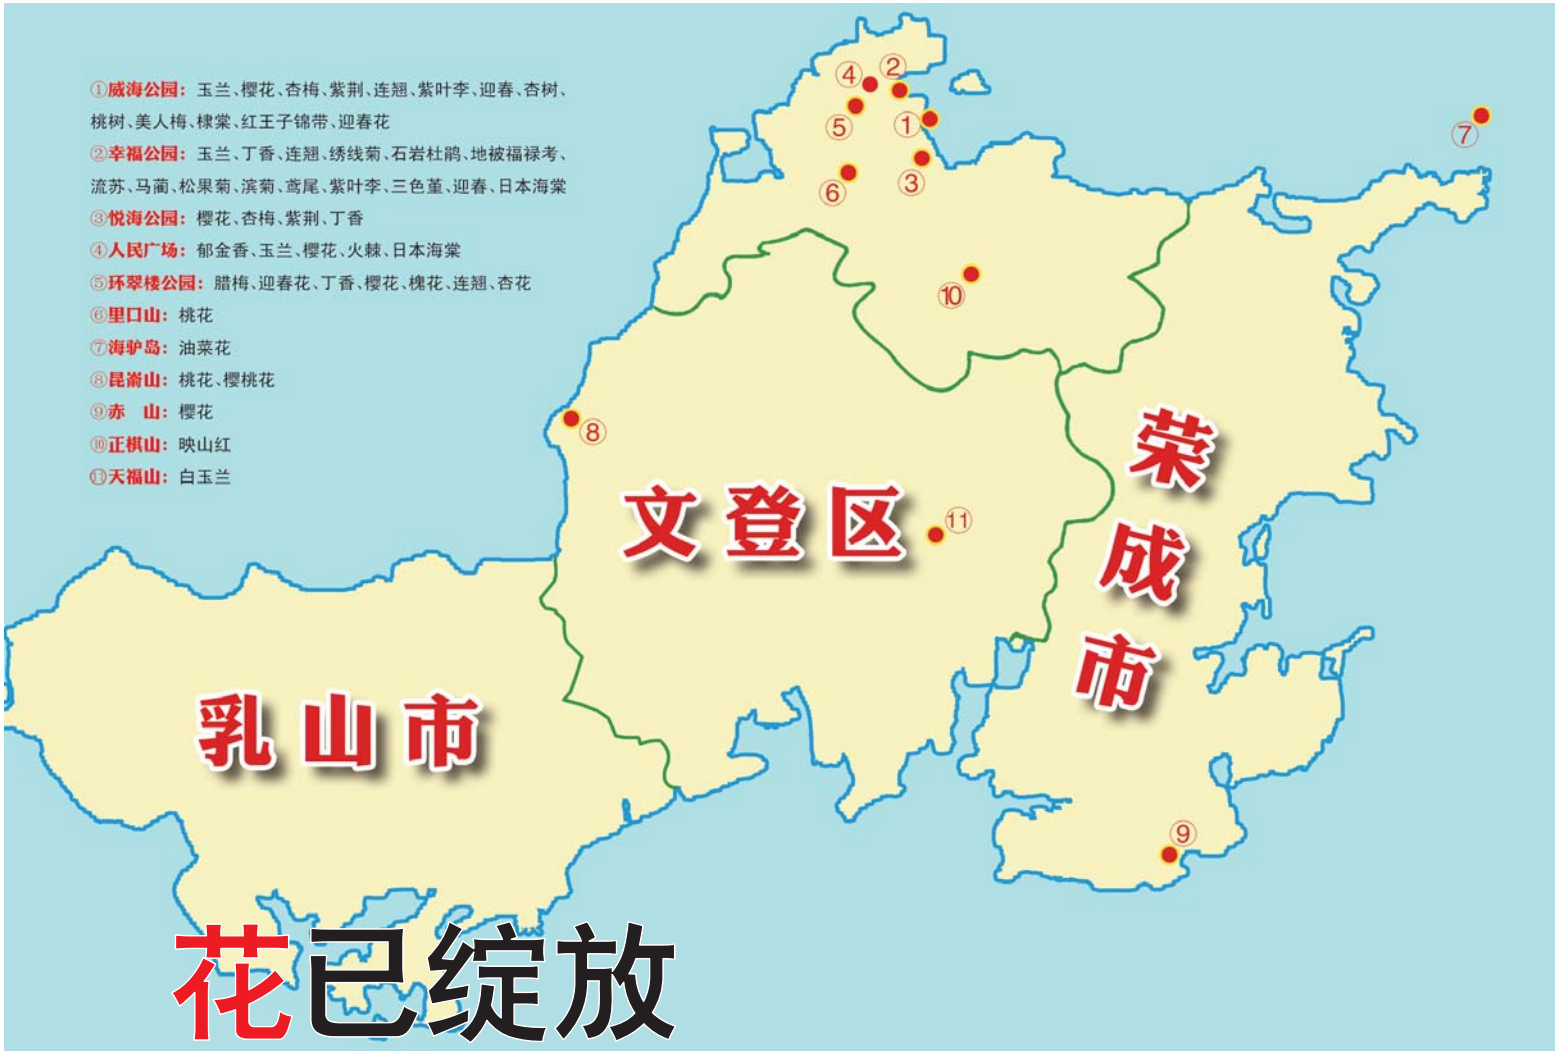 ①威海公园：玉兰、樱花、杏梅、紫荆、连翘、紫叶李、迎春、杏树、
桃树、美人梅、棣棠、红王子锦带、迎春花
②幸福公园：玉兰、丁香、连翘、绣线菊、石岩杜鹃、地被福禄考、
流苏、马蔺、松果菊、滨菊、鸢尾、紫叶李、三色堇、迎春、日本海棠
③悦海公园：樱花、杏梅、紫荆、丁香
④人民广场：郁金香、玉兰、樱花、火棘、日本海棠
⑤环翠楼公园：腊梅、迎春花、丁香、樱花、槐花、连翘、杏花
⑥里口山：桃花
⑦海驴岛：油菜花
⑧昆嵛山：桃花、樱桃花
⑨赤　山：樱花
⑩正棋山：映山红
⑪天福山：白玉兰
④
②
⑤
①
⑦
③
⑥
⑩
⑧
⑪
⑨
荣成市
文登区
乳山市
花已绽放